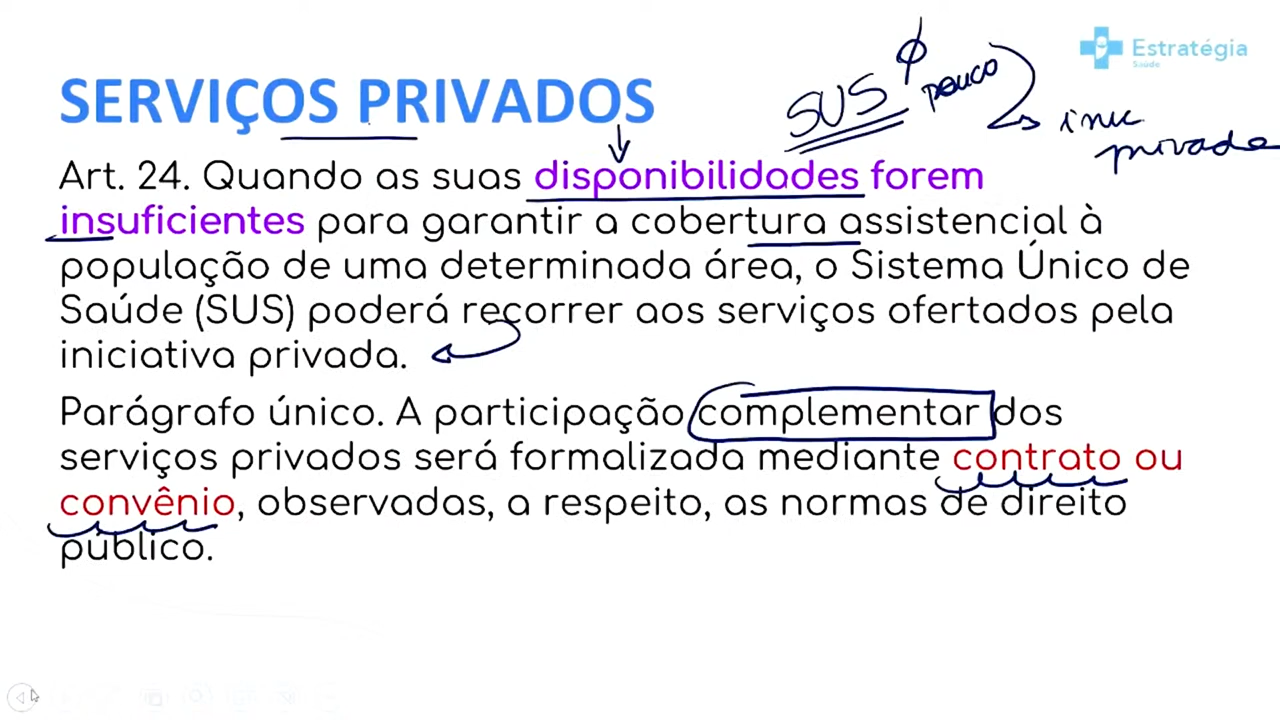 Estratégia
Saúde
SERVIÇOS PRIVADOS
SUS
pouco
privada
Art. 24. Quando as suas disponibilidades forem
insuficientes para garantir a cobertura assistencial à
população de uma determinada área, o Sistema Único de
Saúde (SUS) poderá recorrer aos serviços ofertados pela
iniciativa privada.
Parágrafo único. A participação complementar dos
serviços privados será formalizada mediante contrato ou
convênio, observadas, a respeito, as normas de direito
público.